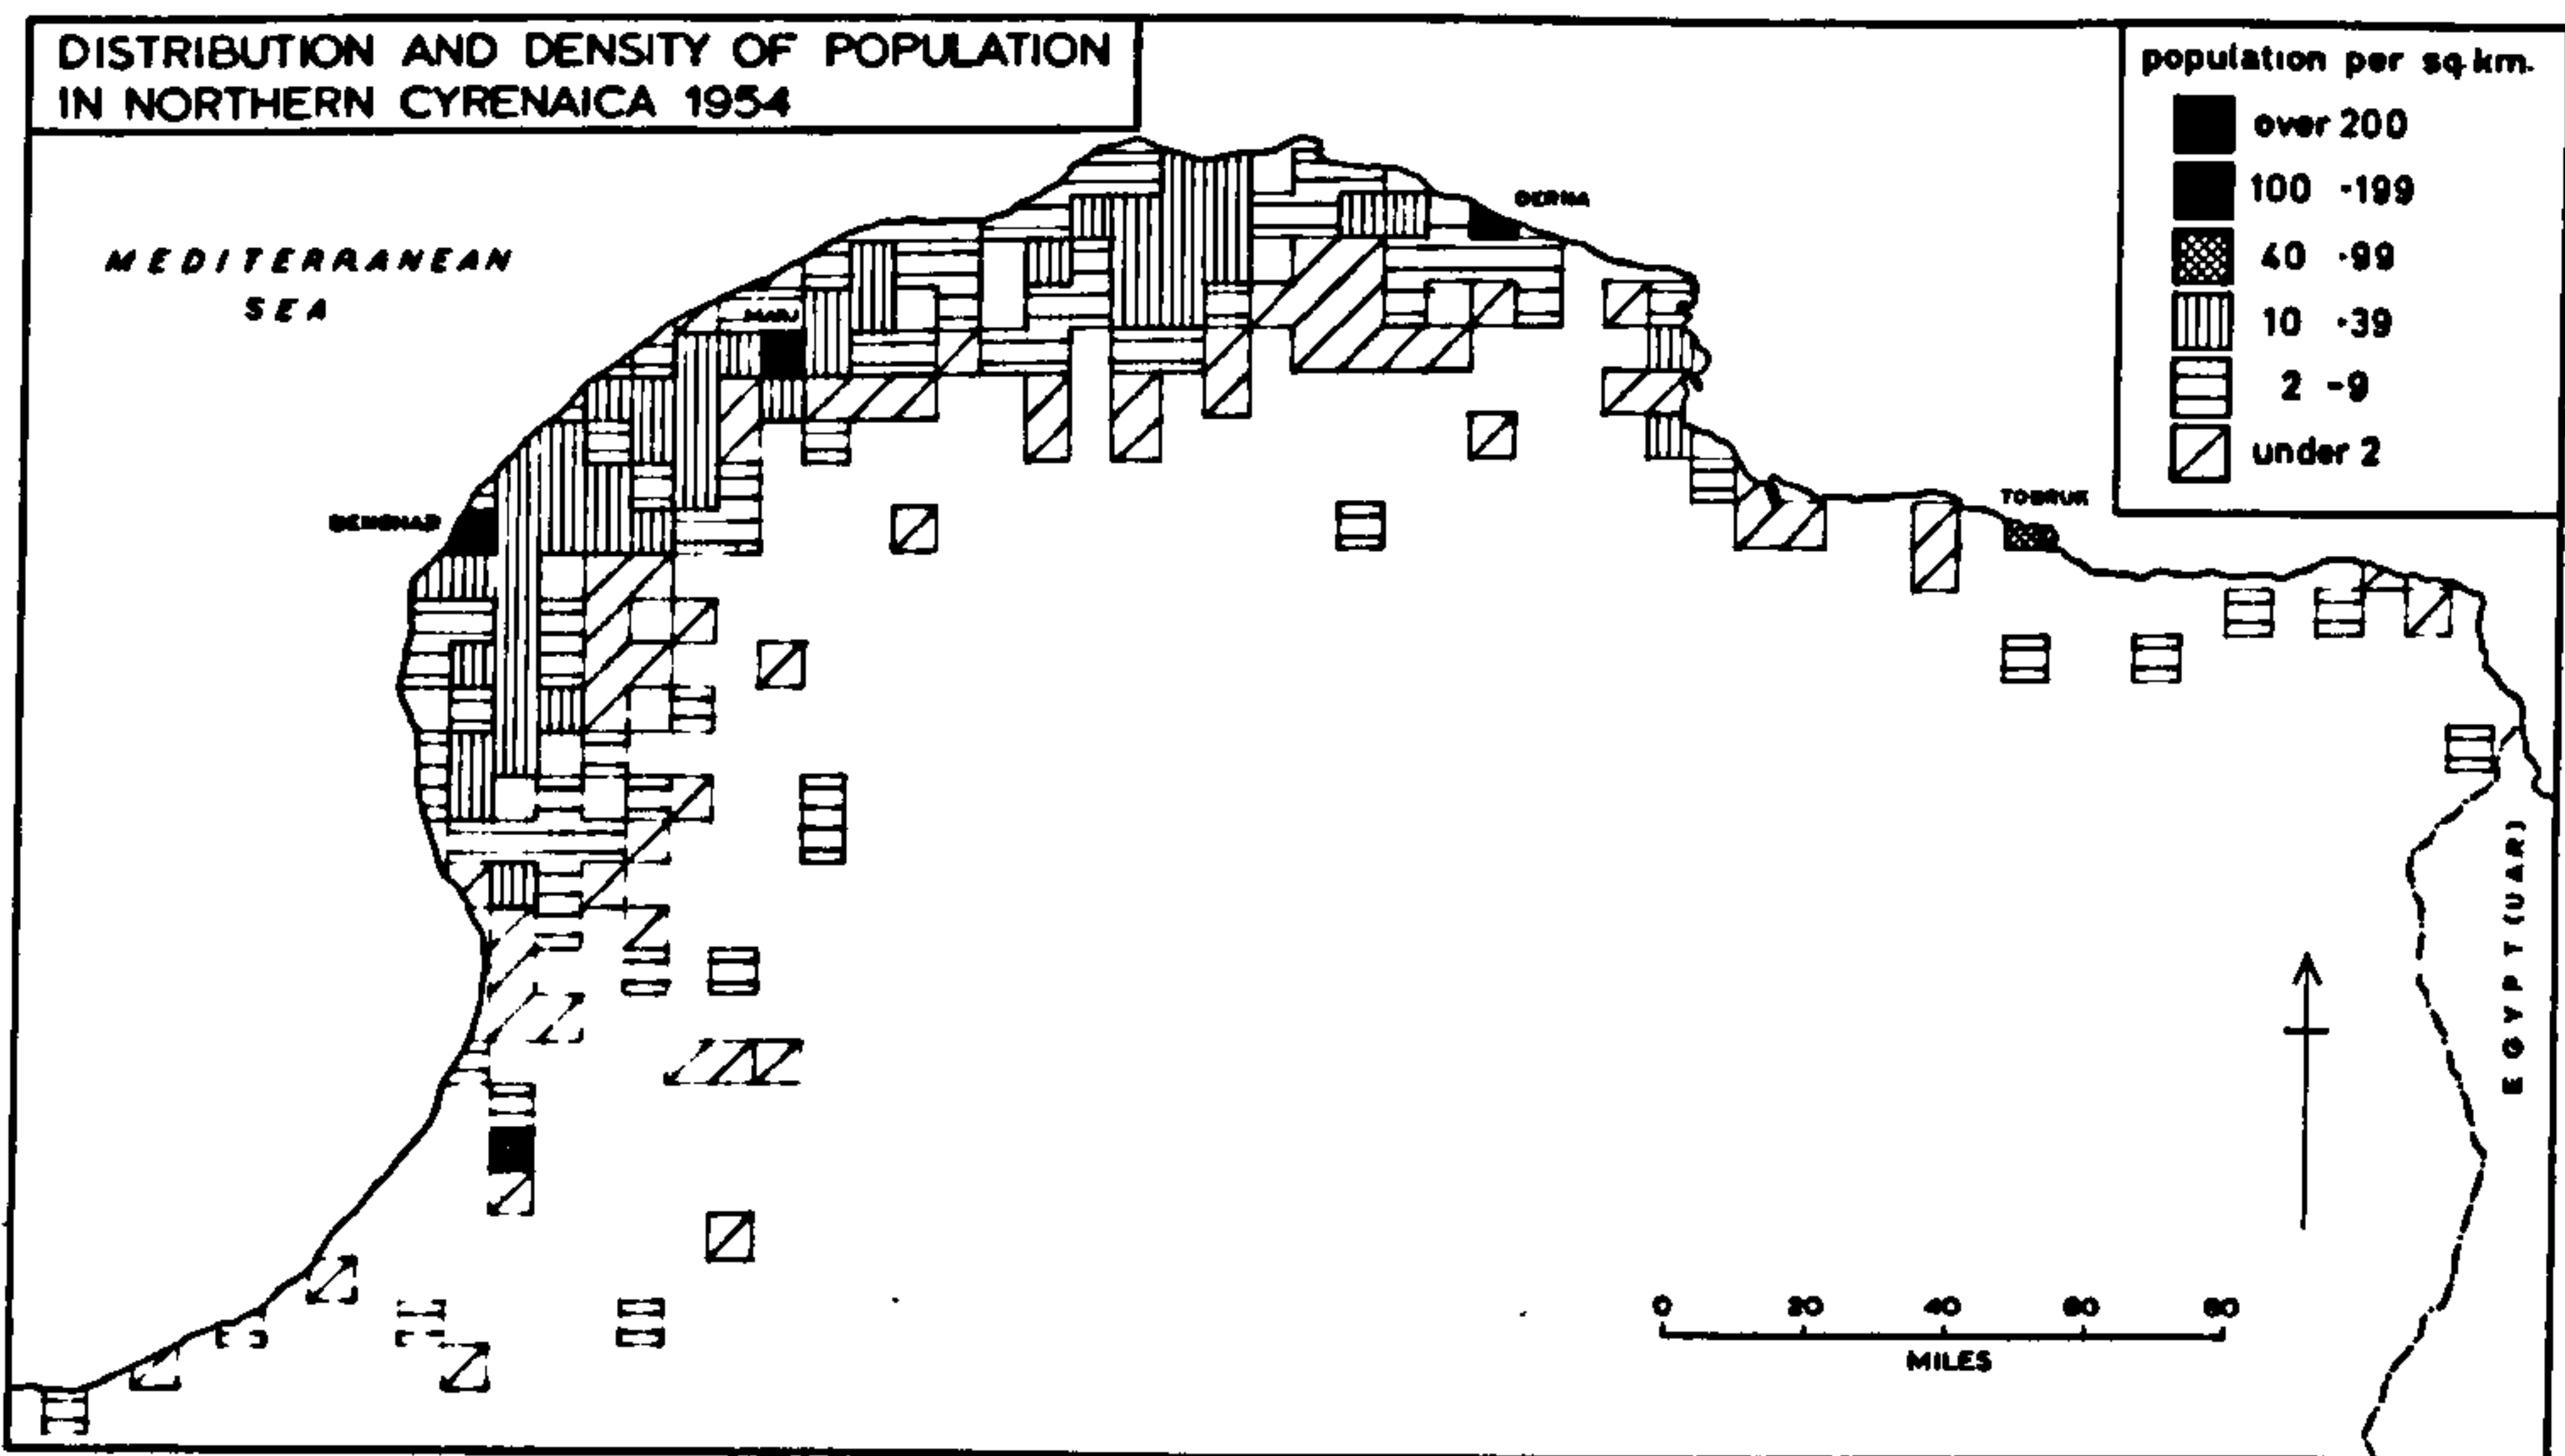 DISTRIBUTION AND DENSITY OF POPULATION
IN NORTHERN CYRENAICA 1954
population per sq. km.
over 200
100 -199
40 -99
10 -39
2 -9
under 2
MEDITERRANEAN
SEA
DERNA
MARJ
TOBRUK
EGYPT (UAR)
0 20 40 60 80
MILES